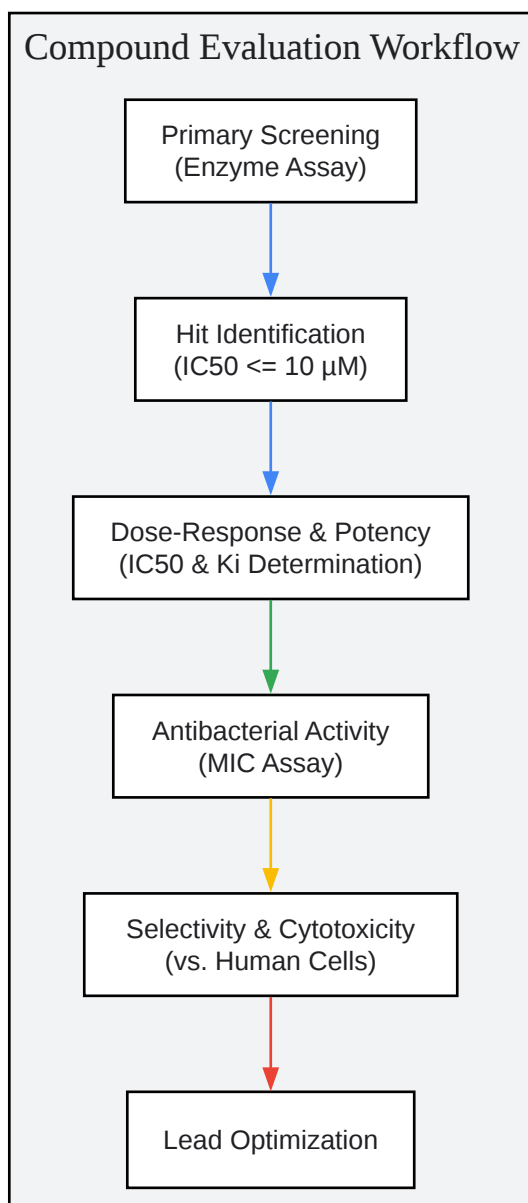 Compound Evaluation Workflow
Primary Screening
(Enzyme Assay)
Hit Identification
(IC50 <= 10 µM)
Dose-Response & Potency
(IC50 & Ki Determination)
Antibacterial Activity
(MIC Assay)
Selectivity & Cytotoxicity
(vs. Human Cells)
Lead Optimization